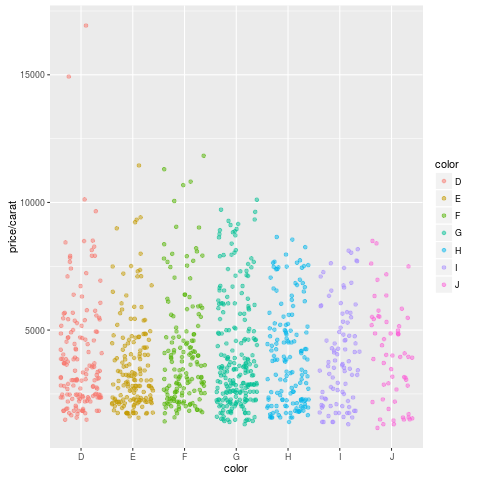 15000
10000
5000
price/carat
D E F G H I J
color
color
D
E
F
G
H
I
J